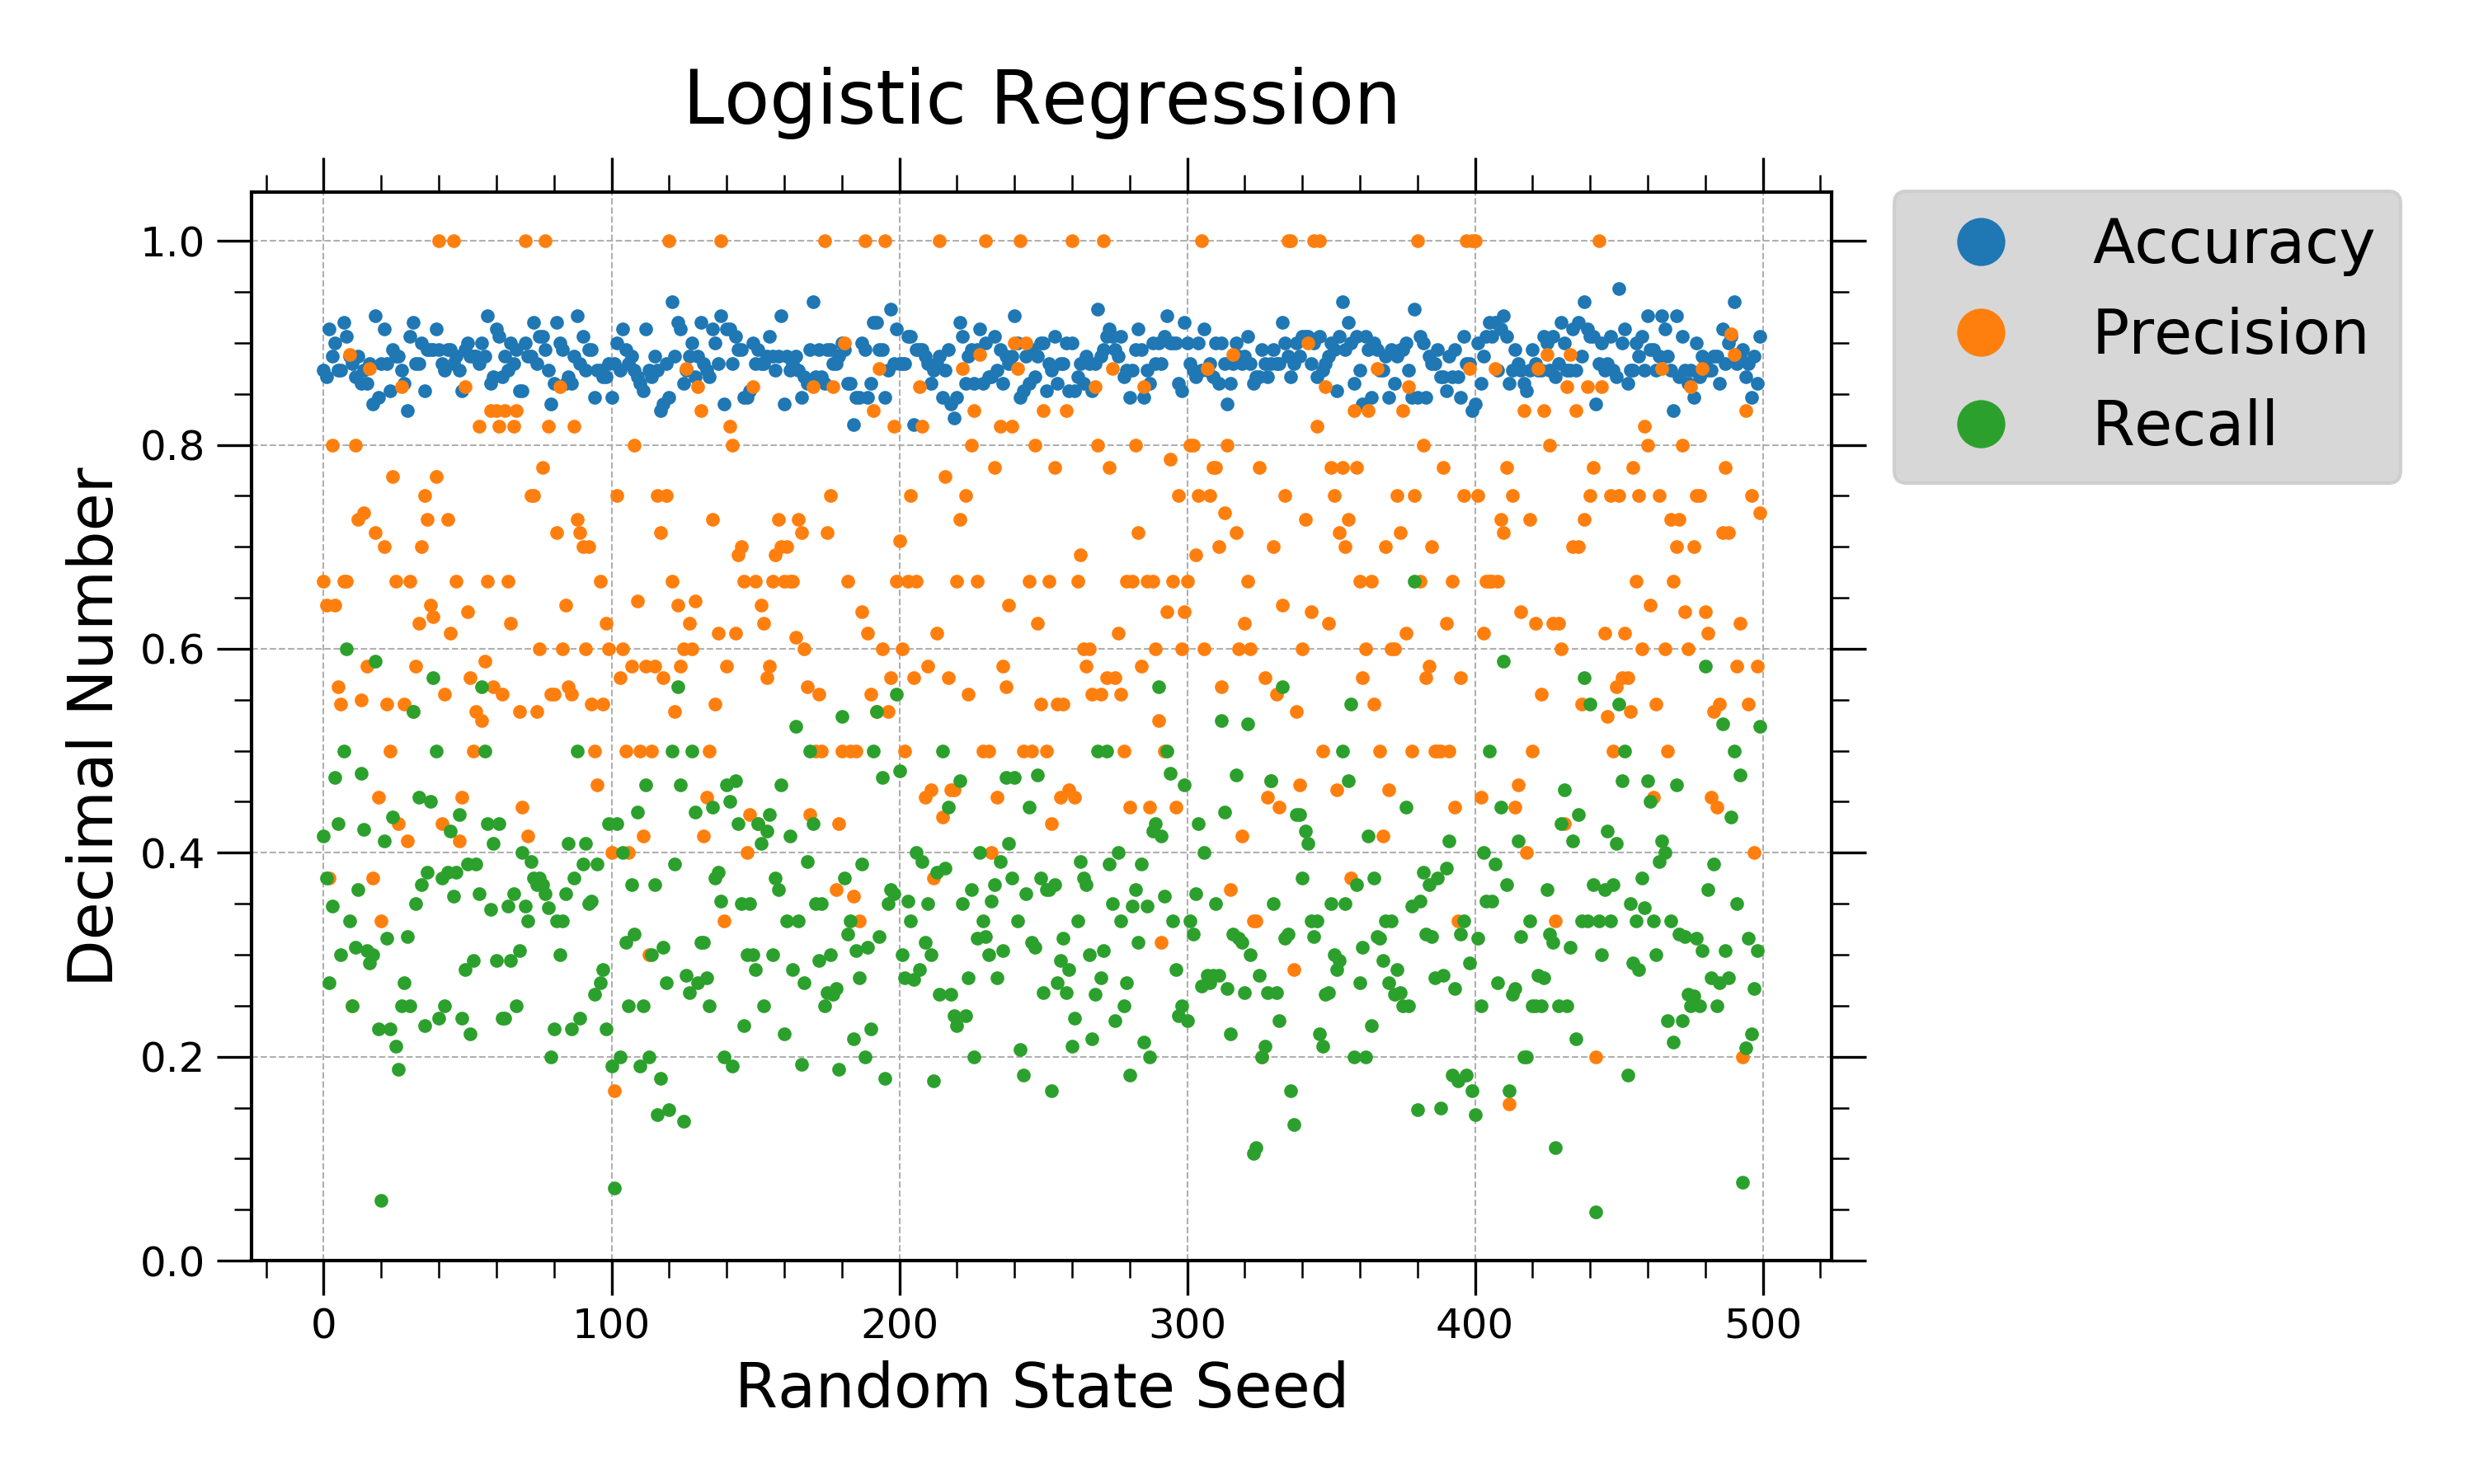 Logistic Regression
1.0
0.8
0.6
0.4
0.2
0.0
Decimal Number
0 100 200 300 400 500
Random State Seed
Accuracy
Precision
Recall